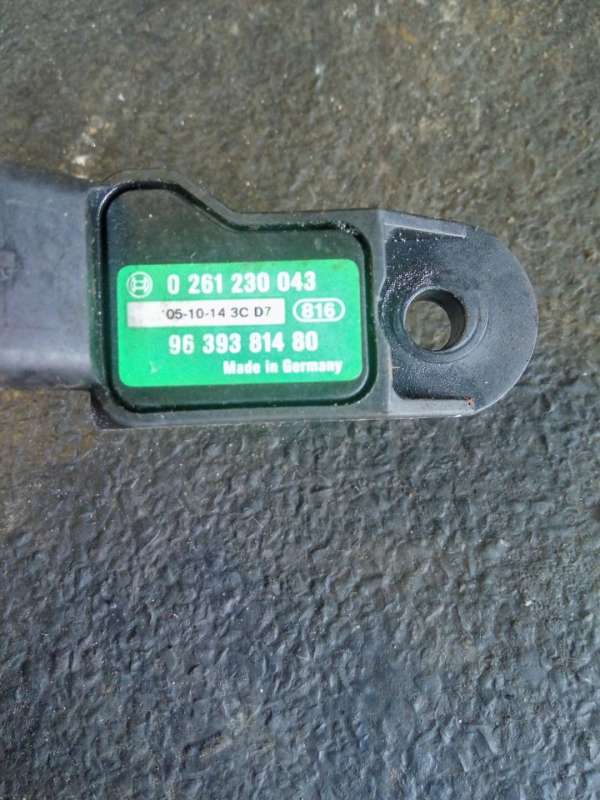 0 261 230 043
05-10-14 3C D7 816
96 393 814 80
Made in Germany